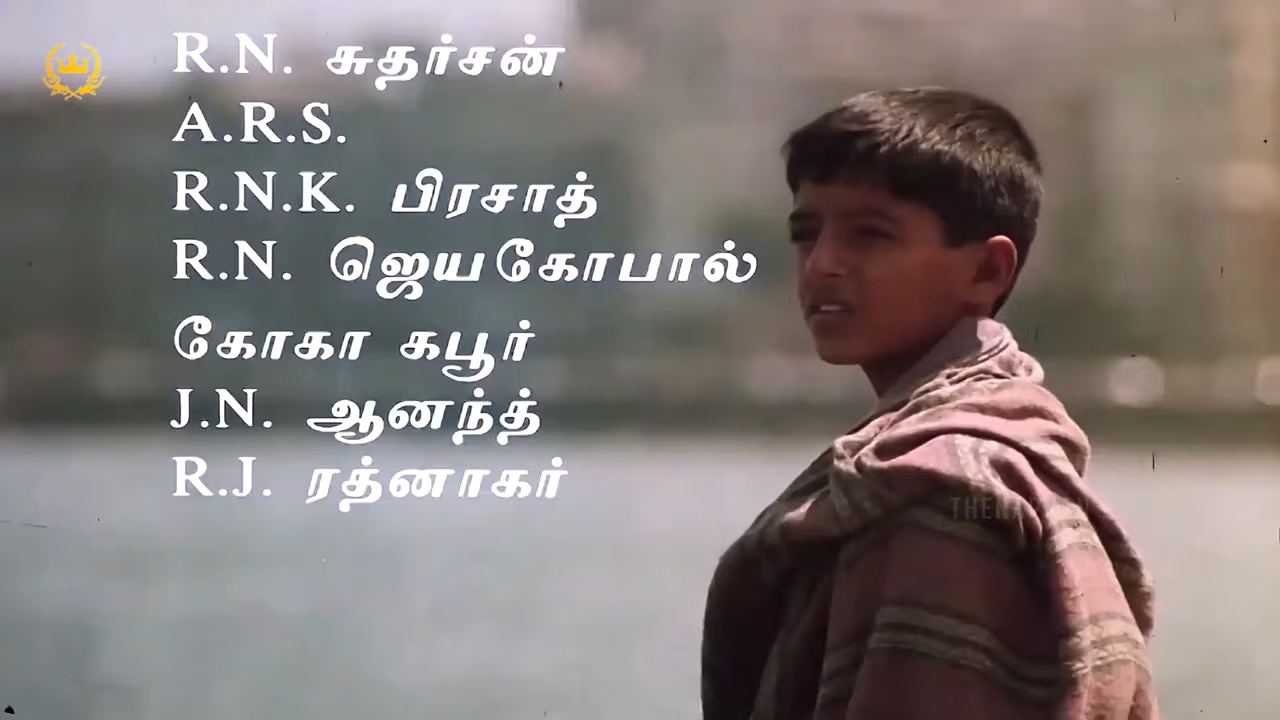 R.N. சுதர்சன்
A.R.S.
R.N.K. பிரசாத்
R.N. ஜெயகோபால்
கோகா கபூர்
J.N. ஆனந்த்
R.J. ரத்னாகர்